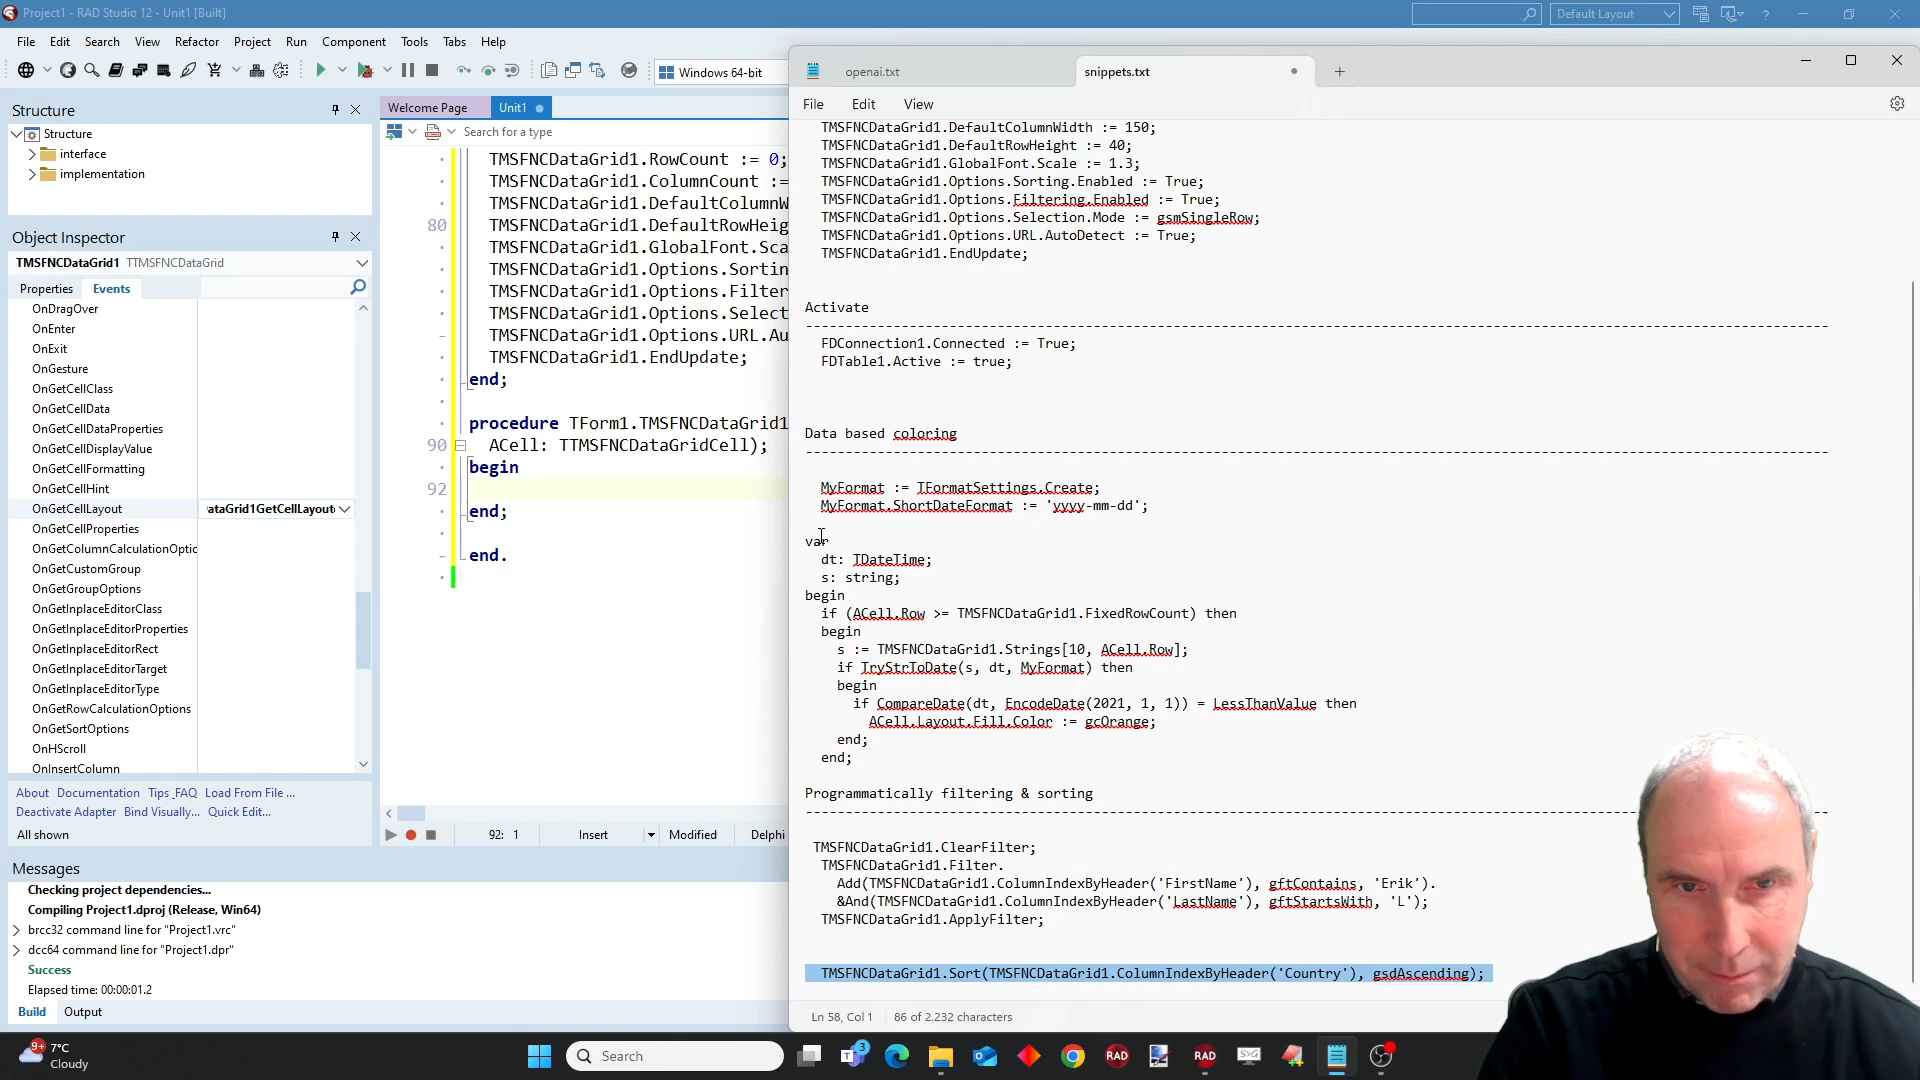 Project1 - RAD Studio 12 - Unit1 [Built]
Default Layout
File Edit Search View Refactor Project Run Component Tools Tabs Help
Windows 64-bit
Structure
Structure
interface
implementation
Object Inspector
TMSFNCDataGrid1 TTMSFNCDataGrid
Properties Events
OnDragOver
OnEnter
OnExit
OnGesture
OnGetCellClass
OnGetCellData
OnGetCellDataProperties
OnGetCellDisplayValue
OnGetCellFormatting
OnGetCellHint
OnGetCellLayout ataGrid1GetCellLayout
OnGetCellProperties
OnGetColumnCalculationOptic
OnGetCustomGroup
OnGetGroupOptions
OnGetInplaceEditorClass
OnGetInplaceEditorProperties
OnGetInplaceEditorRect
OnGetInplaceEditorTarget
OnGetInplaceEditorType
OnGetRowCalculationOptions
OnGetSortOptions
OnHScroll
OnInsertColumn
About Documentation Tips_FAQ Load From File ...
Deactivate Adapter Bind Visually... Quick Edit...
All shown
Welcome Page Unit1
Search for a type
TMSFNCDataGrid1.RowCount := 0;
TMSFNCDataGrid1.ColumnCount :=
TMSFNCDataGrid1.DefaultColumnW
80 TMSFNCDataGrid1.DefaultRowHeig
TMSFNCDataGrid1.GlobalFont.Sca
TMSFNCDataGrid1.Options.Sortin
TMSFNCDataGrid1.Options.Filter
TMSFNCDataGrid1.Options.Select
TMSFNCDataGrid1.Options.URL.Au
TMSFNCDataGrid1.EndUpdate;
end;
procedure TForm1.TMSFNCDataGrid1
90 ACell: TTMSFNCDataGridCell);
begin
92
end;
end.
92: 1 Insert Modified Delphi
Messages
Checking project dependencies...
Compiling Project1.dproj (Release, Win64)
brcc32 command line for "Project1.vrc"
dcc64 command line for "Project1.dpr"
Success
Elapsed time: 00:00:01.2
Build Output
openai.txt snippets.txt
File Edit View
TMSFNCDataGrid1.DefaultColumnWidth := 150;
TMSFNCDataGrid1.DefaultRowHeight := 40;
TMSFNCDataGrid1.GlobalFont.Scale := 1.3;
TMSFNCDataGrid1.Options.Sorting.Enabled := True;
TMSFNCDataGrid1.Options.Filtering.Enabled := True;
TMSFNCDataGrid1.Options.Selection.Mode := gsmSingleRow;
TMSFNCDataGrid1.Options.URL.AutoDetect := True;
TMSFNCDataGrid1.EndUpdate;
Activate
--------------------------------------------------------------------------------------------------------------------------------
FDConnection1.Connected := True;
FDTable1.Active := true;
Data based coloring
--------------------------------------------------------------------------------------------------------------------------------
MyFormat := TFormatSettings.Create;
MyFormat.ShortDateFormat := 'yyyy-mm-dd';
var
dt: TDateTime;
s: string;
begin
if (ACell.Row >= TMSFNCDataGrid1.FixedRowCount) then
begin
s := TMSFNCDataGrid1.Strings[10, ACell.Row];
if TryStrToDate(s, dt, MyFormat) then
begin
if CompareDate(dt, EncodeDate(2021, 1, 1)) = LessThanValue then
ACell.Layout.Fill.Color := gcOrange;
end;
end;
Programmatically filtering & sorting
--------------------------------------------------------------------------------------------------------------------------------
TMSFNCDataGrid1.ClearFilter;
TMSFNCDataGrid1.Filter.
Add(TMSFNCDataGrid1.ColumnIndexByHeader('FirstName'), gftContains, 'Erik').
&And(TMSFNCDataGrid1.ColumnIndexByHeader('LastName'), gftStartsWith, 'L');
TMSFNCDataGrid1.ApplyFilter;
TMSFNCDataGrid1.Sort(TMSFNCDataGrid1.ColumnIndexByHeader('Country'), gsdAscending);
Ln 58, Col 1 86 of 2.232 characters
9+
7°C
Cloudy
Search
3
RAD
RAD